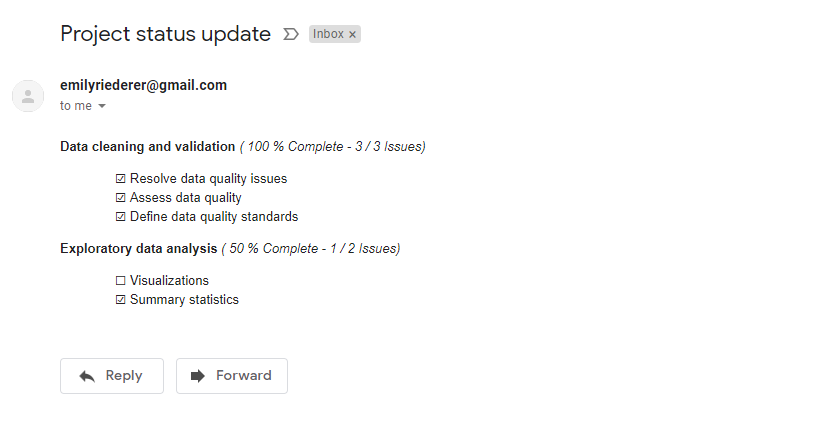 Project status update Inbox ×
emilyriederer@gmail.com
to me
Data cleaning and validation ( 100 % Complete - 3 / 3 Issues)
☑ Resolve data quality issues
☑ Assess data quality
☑ Define data quality standards
Exploratory data analysis ( 50 % Complete - 1 / 2 Issues)
☐ Visualizations
☑ Summary statistics
Reply Forward